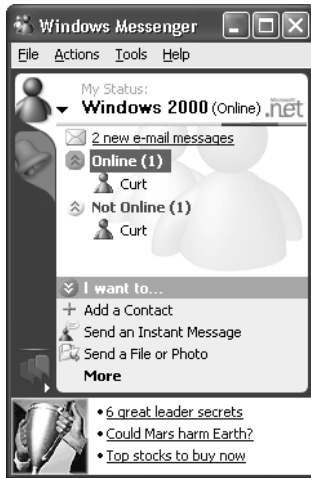 Windows Messenger
File Actions Tools Help
My Status:
Windows 2000 (Online)
Microsoft
.net
2 new e-mail messages
Online (1)
Curt
Not Online (1)
Curt
I want to...
Add a Contact
Send an Instant Message
Send a File or Photo
More
• 6 great leader secrets
• Could Mars harm Earth?
• Top stocks to buy now